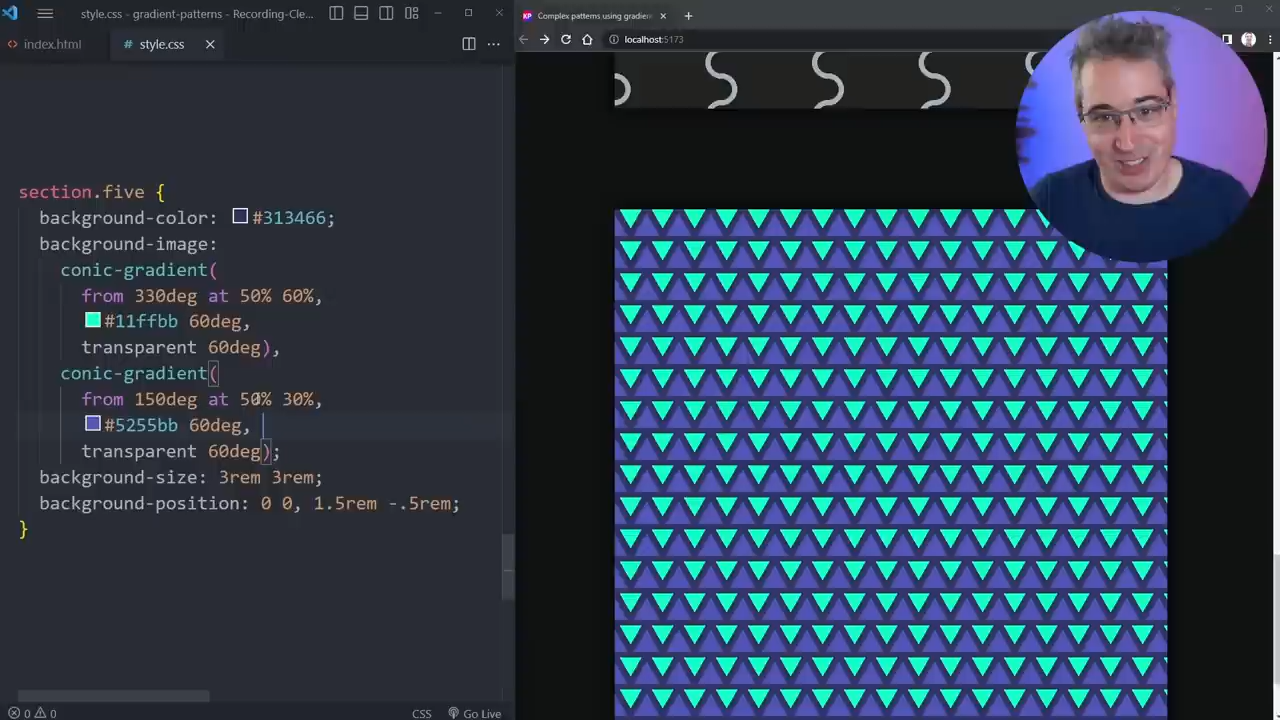 style.css - gradient-patterns - Recording-Cle...
index.html
# style.css
section.five {
background-color: #313466;
background-image:
conic-gradient(
from 330deg at 50% 60%,
#11ffbb 60deg,
transparent 60deg),
conic-gradient(
from 150deg at 50% 30%,
#5255bb 60deg,
transparent 60deg);
background-size: 3rem 3rem;
background-position: 0 0, 1.5rem -.5rem;
}
0 0
CSS
Go Live
KP
Complex patterns using gradien
localhost:5173